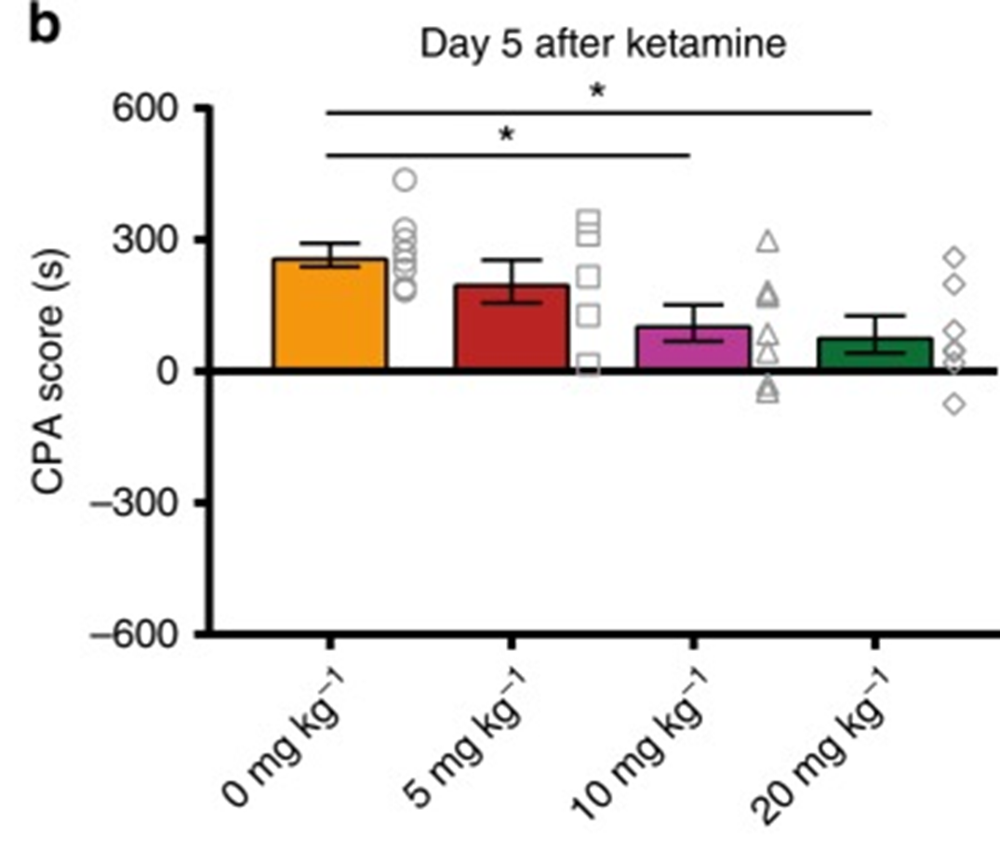 b
Day 5 after ketamine
*
*
600
300
0
–300
–600
CPA score (s)
0 mg kg⁻¹
5 mg kg⁻¹
10 mg kg⁻¹
20 mg kg⁻¹